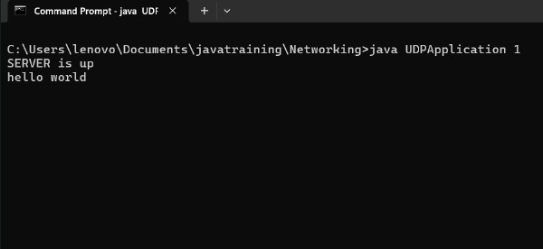 Command Prompt - java UDF
C:\Users\lenovo\Documents\javatraining\Networking>java UDPApplication 1
SERVER is up
hello world